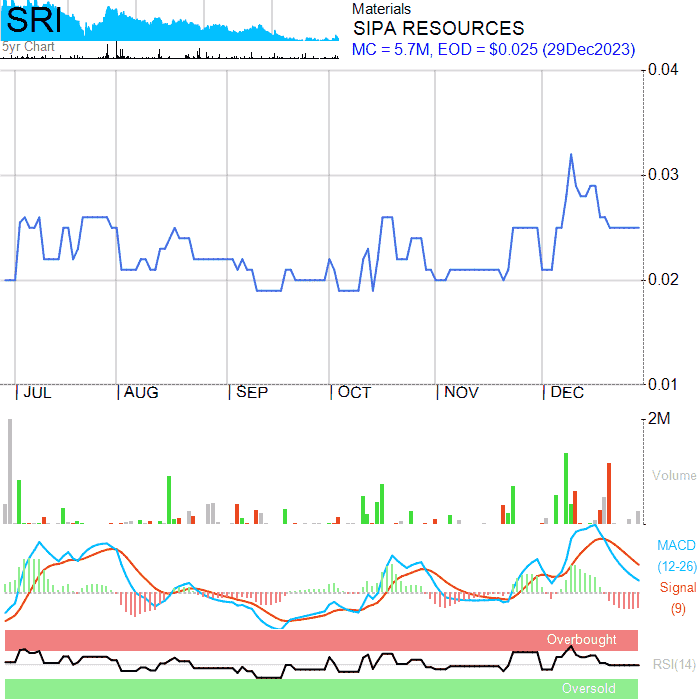 SRI
5yr Chart
Materials
SIPA RESOURCES
MC = 5.7M, EOD = $0.025 (29Dec2023)
0.04
0.03
0.02
0.01
JUL AUG SEP OCT NOV DEC
2M
Volume
MACD
(12-26)
Signal
(9)
Overbought
RSI(14)
Oversold